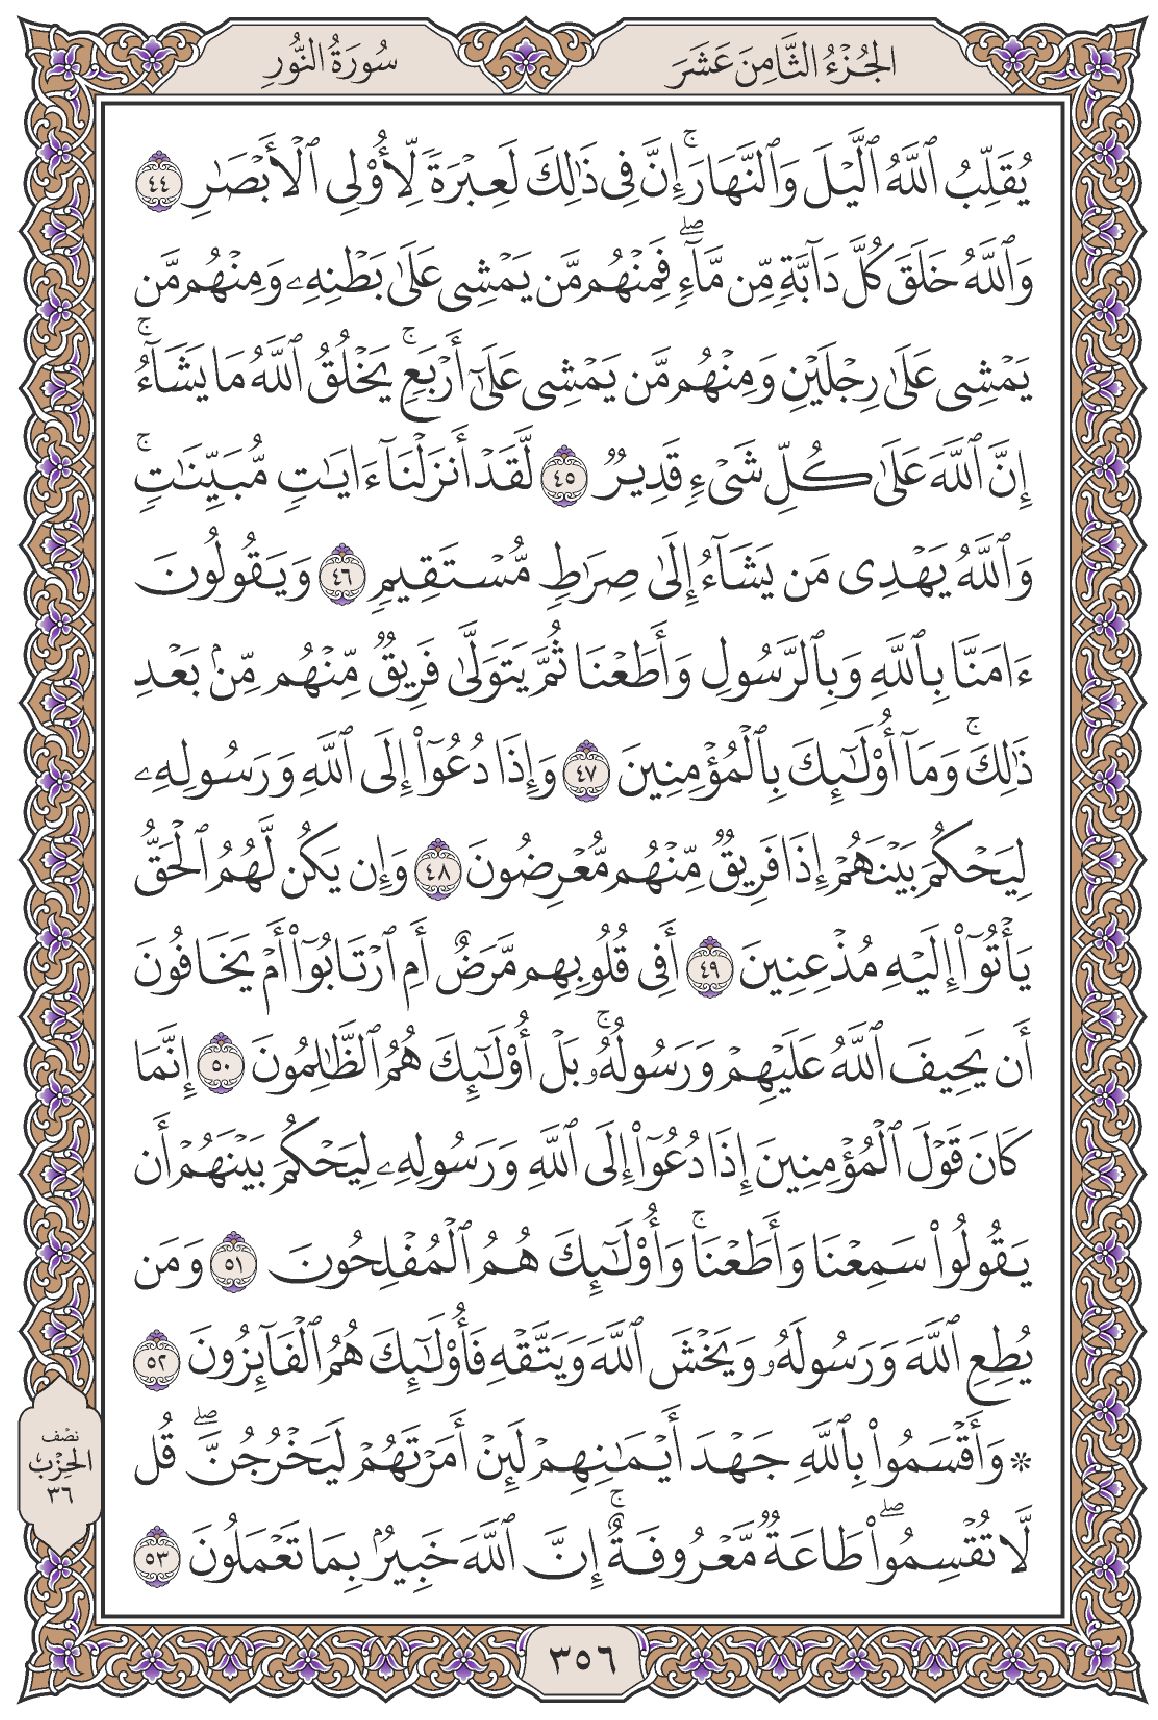 الجُزْءُ الثَّامِنَ عَشَرَ
سُورَةُ النُّورِ
يُقَلِّبُ ٱللَّهُ ٱلَّيۡلَ وَٱلنَّهَارَۚ إِنَّ فِي ذَٰلِكَ لَعِبۡرَةٗ لِّأُوْلِي ٱلۡأَبۡصَٰرِ ٤٤
وَٱللَّهُ خَلَقَ كُلَّ دَآبَّةٖ مِّن مَّآءٖۖ فَمِنۡهُم مَّن يَمۡشِي عَلَىٰ بَطۡنِهِۦ وَمِنۡهُم مَّن
يَمۡشِي عَلَىٰ رِجۡلَيۡنِ وَمِنۡهُم مَّن يَمۡشِي عَلَىٰٓ أَرۡبَعٖۚ يَخۡلُقُ ٱللَّهُ مَا يَشَآءُۚ
إِنَّ ٱللَّهَ عَلَىٰ كُلِّ شَيۡءٖ قَدِيرٞ ٤٥ لَّقَدۡ أَنزَلۡنَآ ءَايَٰتٖ مُّبَيِّنَٰتٖۚ
وَٱللَّهُ يَهۡدِي مَن يَشَآءُ إِلَىٰ صِرَٰطٖ مُّسۡتَقِيمٖ ٤٦ وَيَقُولُونَ
ءَامَنَّا بِٱللَّهِ وَبِٱلرَّسُولِ وَأَطَعۡنَا ثُمَّ يَتَوَلَّىٰ فَرِيقٞ مِّنۡهُم مِّنۢ بَعۡدِ
ذَٰلِكَۚ وَمَآ أُوْلَٰٓئِكَ بِٱلۡمُؤۡمِنِينَ ٤٧ وَإِذَا دُعُوٓاْ إِلَى ٱللَّهِ وَرَسُولِهِۦ
لِيَحۡكُمَ بَيۡنَهُمۡ إِذَا فَرِيقٞ مِّنۡهُم مُّعۡرِضُونَ ٤٨ وَإِن يَكُن لَّهُمُ ٱلۡحَقُّ
يَأۡتُوٓاْ إِلَيۡهِ مُذۡعِنِينَ ٤٩ أَفِي قُلُوبِهِم مَّرَضٌ أَمِ ٱرۡتَابُوٓاْ أَمۡ يَخَافُونَ
أَن يَحِيفَ ٱللَّهُ عَلَيۡهِمۡ وَرَسُولُهُۥۚ بَلۡ أُوْلَٰٓئِكَ هُمُ ٱلظَّٰلِمُونَ ٥٠ إِنَّمَا
كَانَ قَوۡلَ ٱلۡمُؤۡمِنِينَ إِذَا دُعُوٓاْ إِلَى ٱللَّهِ وَرَسُولِهِۦ لِيَحۡكُمَ بَيۡنَهُمۡ أَن
يَقُولُواْ سَمِعۡنَا وَأَطَعۡنَاۚ وَأُوْلَٰٓئِكَ هُمُ ٱلۡمُفۡلِحُونَ ٥١ وَمَن
يُطِعِ ٱللَّهَ وَرَسُولَهُۥ وَيَخۡشَ ٱللَّهَ وَيَتَّقۡهِ فَأُوْلَٰٓئِكَ هُمُ ٱلۡفَآئِزُونَ ٥٢
۞ وَأَقۡسَمُواْ بِٱللَّهِ جَهۡدَ أَيۡمَٰنِهِمۡ لَئِنۡ أَمَرۡتَهُمۡ لَيَخۡرُجُنَّۖ قُل
لَّا تُقۡسِمُواْۖ طَاعَةٞ مَّعۡرُوفَةٌۚ إِنَّ ٱللَّهَ خَبِيرُۢ بِمَا تَعۡمَلُونَ ٥٣
نصف
الحِزْب
٣٦
٣٥٦